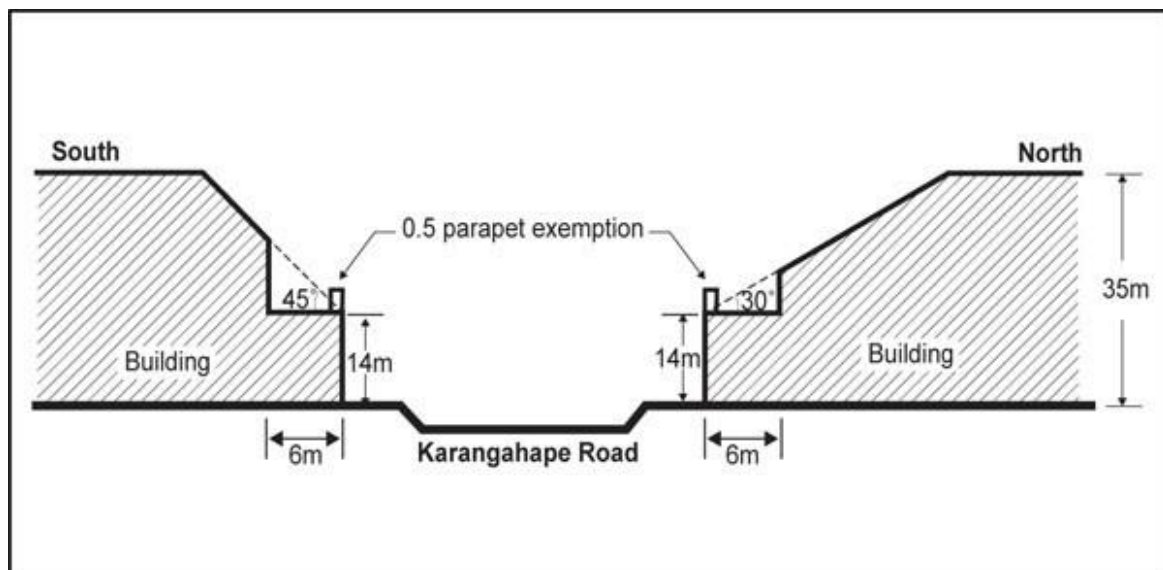 South
North
0.5 parapet exemption
45°
30°
35m
14m
14m
Building
Building
6m
Karangahape Road
6m